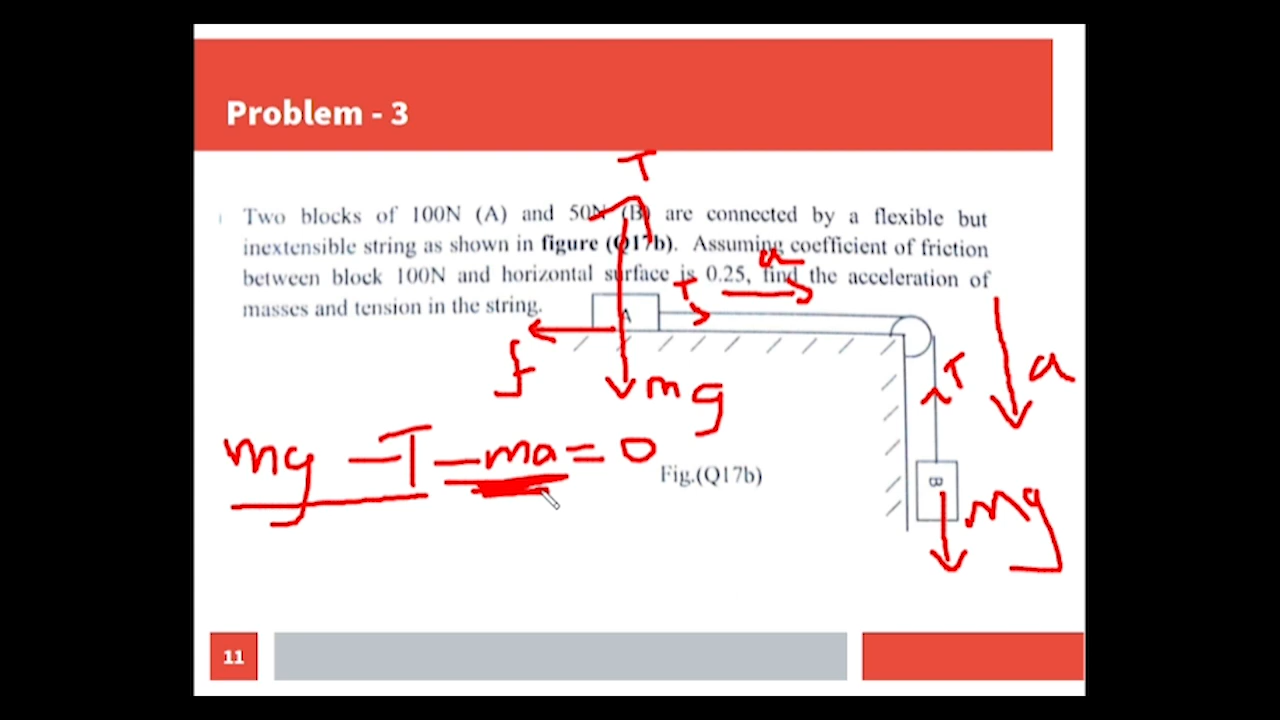 Problem - 3
T
Two blocks of 100N (A) and 50N (B) are connected by a flexible but
inextensible string as shown in figure (Q17b). Assuming coefficient of friction
between block 100N and horizontal surface is 0.25, find the acceleration of
masses and tension in the string.
a
T
A
f
mg
T
a
mg - T - ma = 0
Fig.(Q17b)
B
mg
11